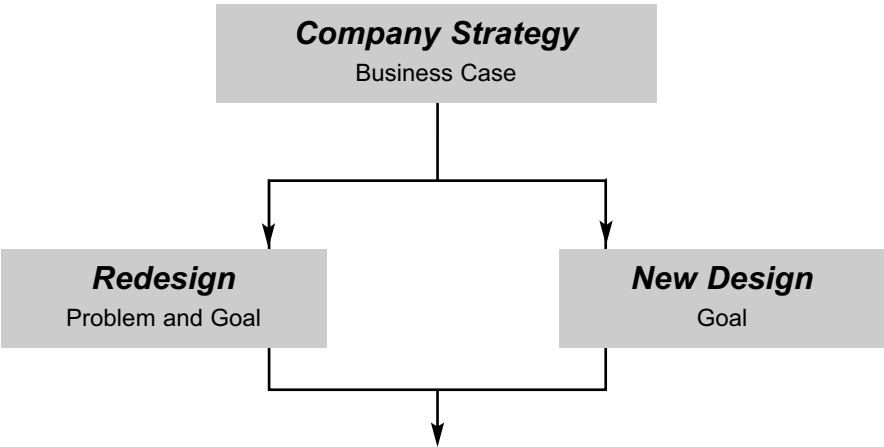 Company Strategy
Business Case
Redesign
Problem and Goal
New Design
Goal